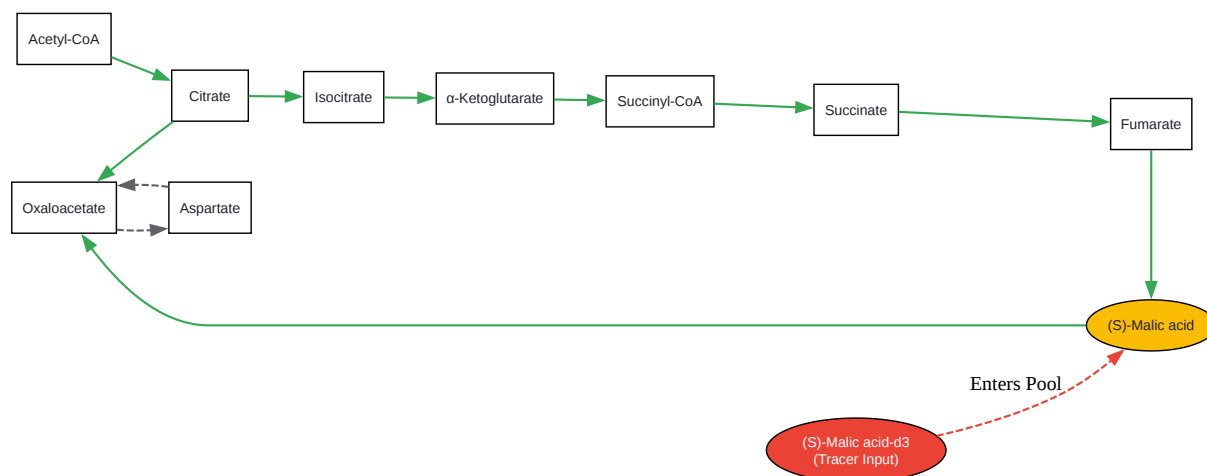 Acetyl-CoA
Citrate
Isocitrate
α-Ketoglutarate
Succinyl-CoA
Succinate
Fumarate
Oxaloacetate
Aspartate
(S)-Malic acid
Enters Pool
(S)-Malic acid-d3
(Tracer Input)